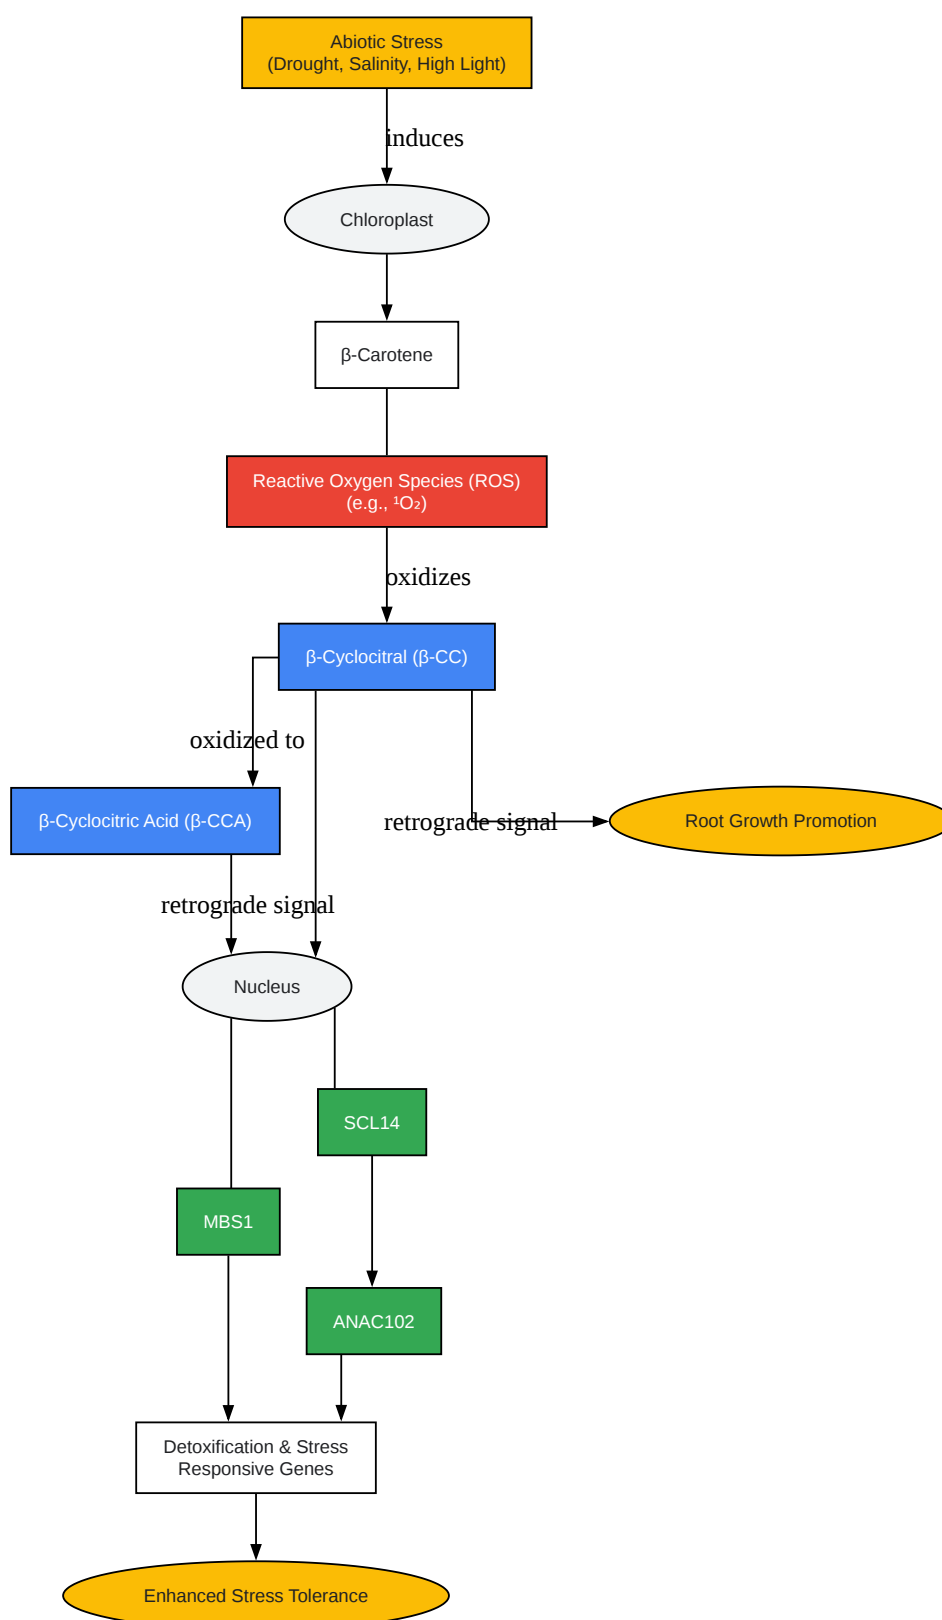 Abiotic Stress
(Drought, Salinity, High Light)
induces
Chloroplast
β-Carotene
Reactive Oxygen Species (ROS)
(e.g., ¹O₂)
oxidizes
β-Cyclocitral (β-CC)
oxidized to
β-Cyclocitric Acid (β-CCA)
retrograde signal
Root Growth Promotion
retrograde signal
Nucleus
SCL14
MBS1
ANAC102
Detoxification & Stress
Responsive Genes
Enhanced Stress Tolerance